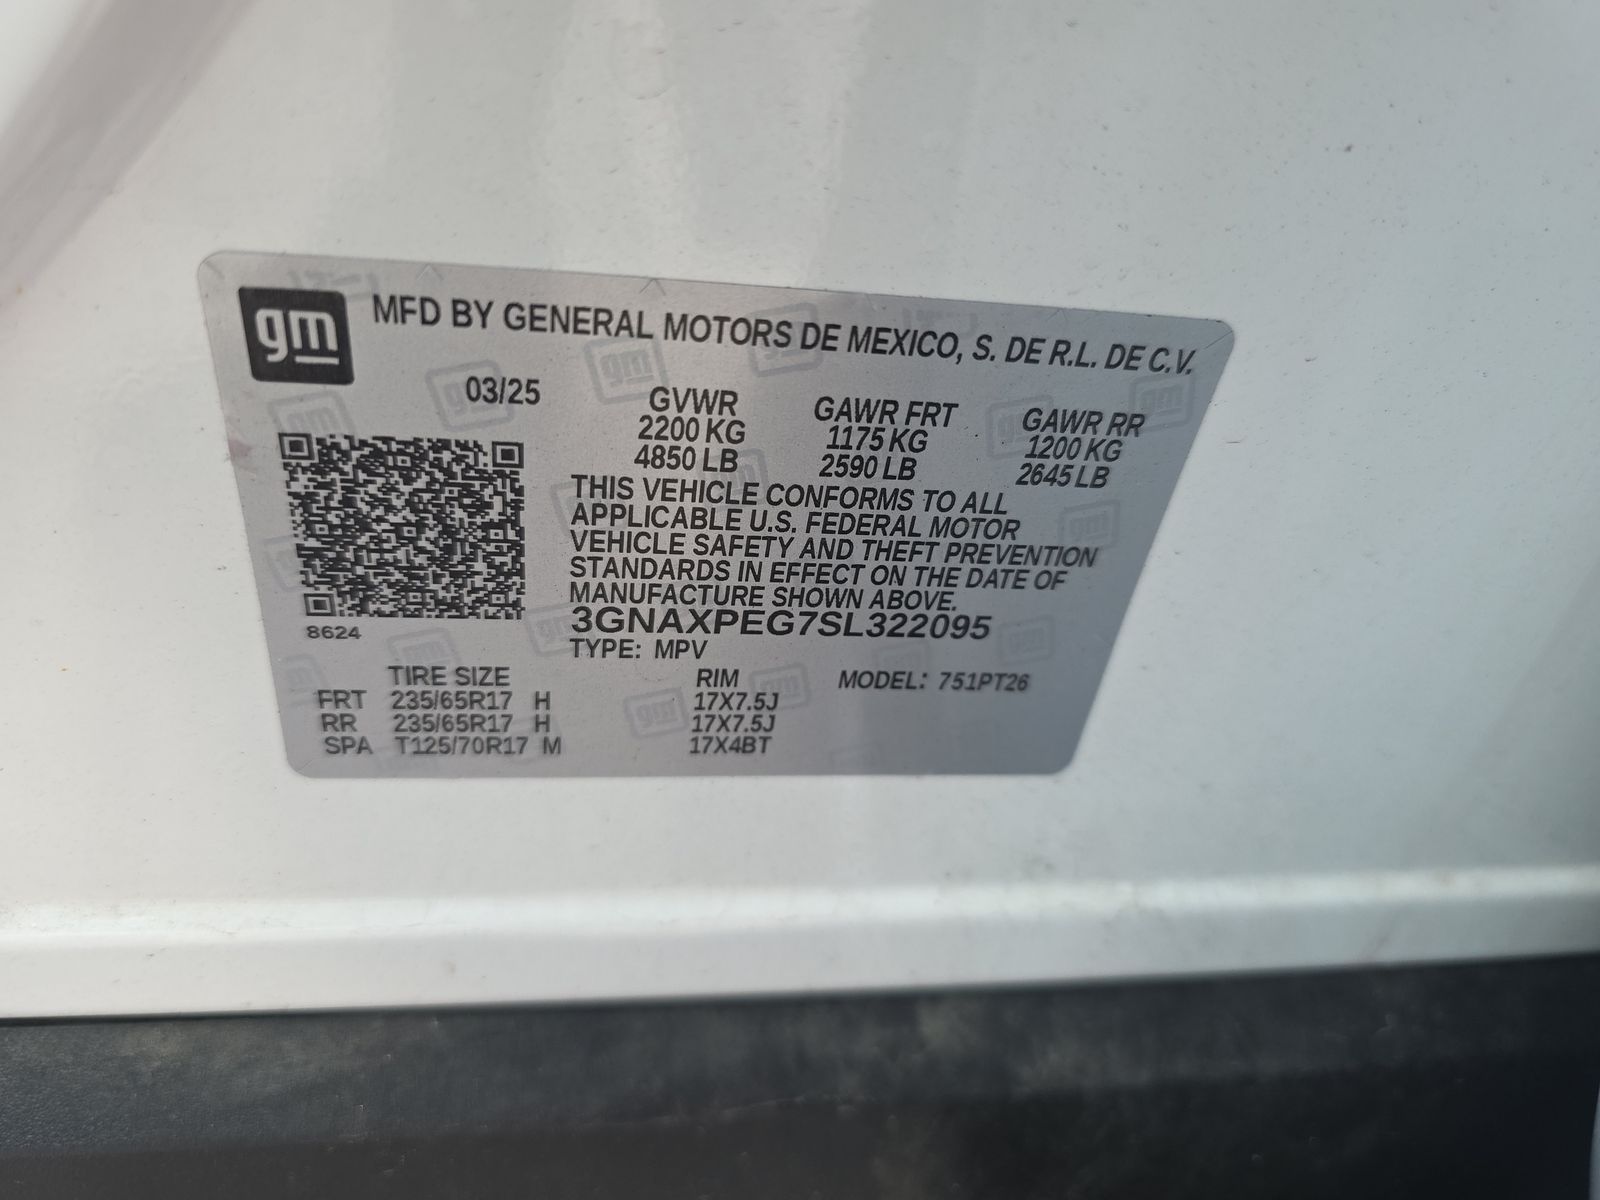 gm MFD BY GENERAL MOTORS DE MEXICO, S. DE R.L. DE C.V.
03/25
GVWR GAWR FRT GAWR RR
2200 KG 1175 KG 1200 KG
4850 LB 2590 LB 2645 LB
THIS VEHICLE CONFORMS TO ALL
APPLICABLE U.S. FEDERAL MOTOR
VEHICLE SAFETY AND THEFT PREVENTION
STANDARDS IN EFFECT ON THE DATE OF
MANUFACTURE SHOWN ABOVE.
3GNAXPEG7SL322095
8624
TYPE: MPV
TIRE SIZE RIM MODEL: 751PT26
FRT 235/65R17 H 17X7.5J
RR 235/65R17 H 17X7.5J
SPA T125/70R17 M 17X4BT